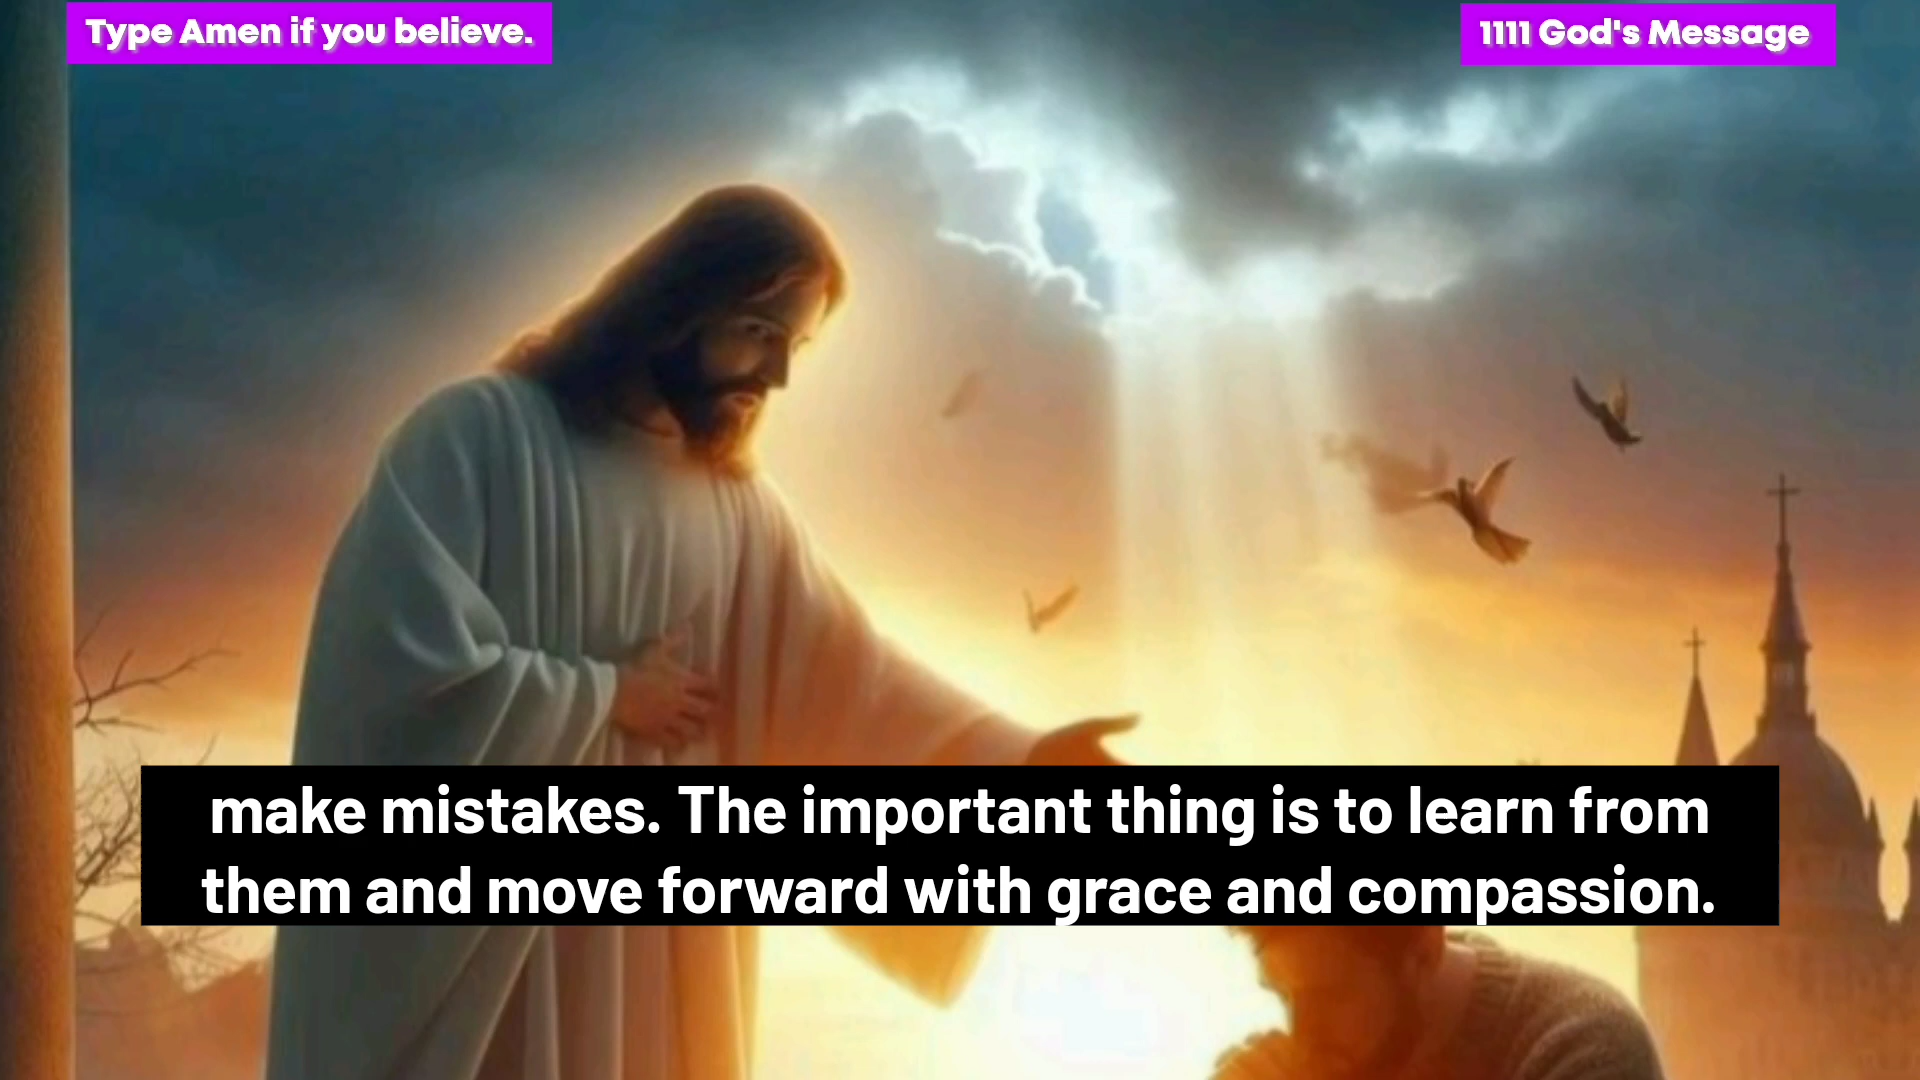 Type Amen if you believe.
1111 God's Message
make mistakes. The important thing is to learn from
them and move forward with grace and compassion.